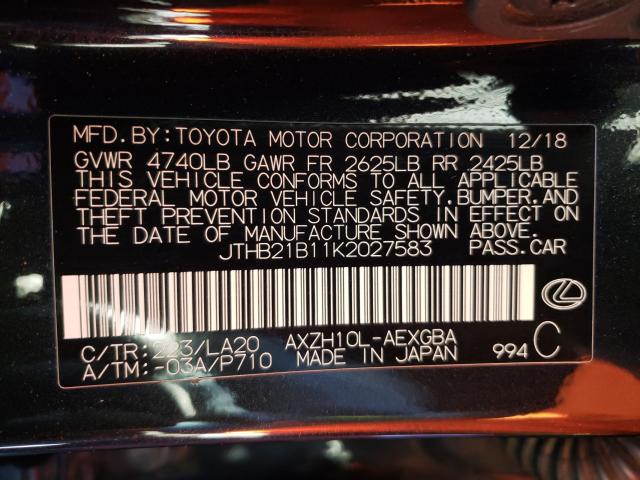 MFD. BY: TOYOTA MOTOR CORPORATION 12/18
GVWR 4740LB GAWR FR 2625LB RR 2425LB
THIS VEHICLE CONFORMS TO ALL APPLICABLE
FEDERAL MOTOR VEHICLE SAFETY, BUMPER, AND
THEFT PREVENTION STANDARDS IN EFFECT ON
THE DATE OF MANUFACTURE SHOWN ABOVE.
JTHB21B11K2027583 PASS.CAR
C/TR: 223/LA20 AXZH10L-AEXGBA
A/TM: -03A/P710 MADE IN JAPAN 994 C